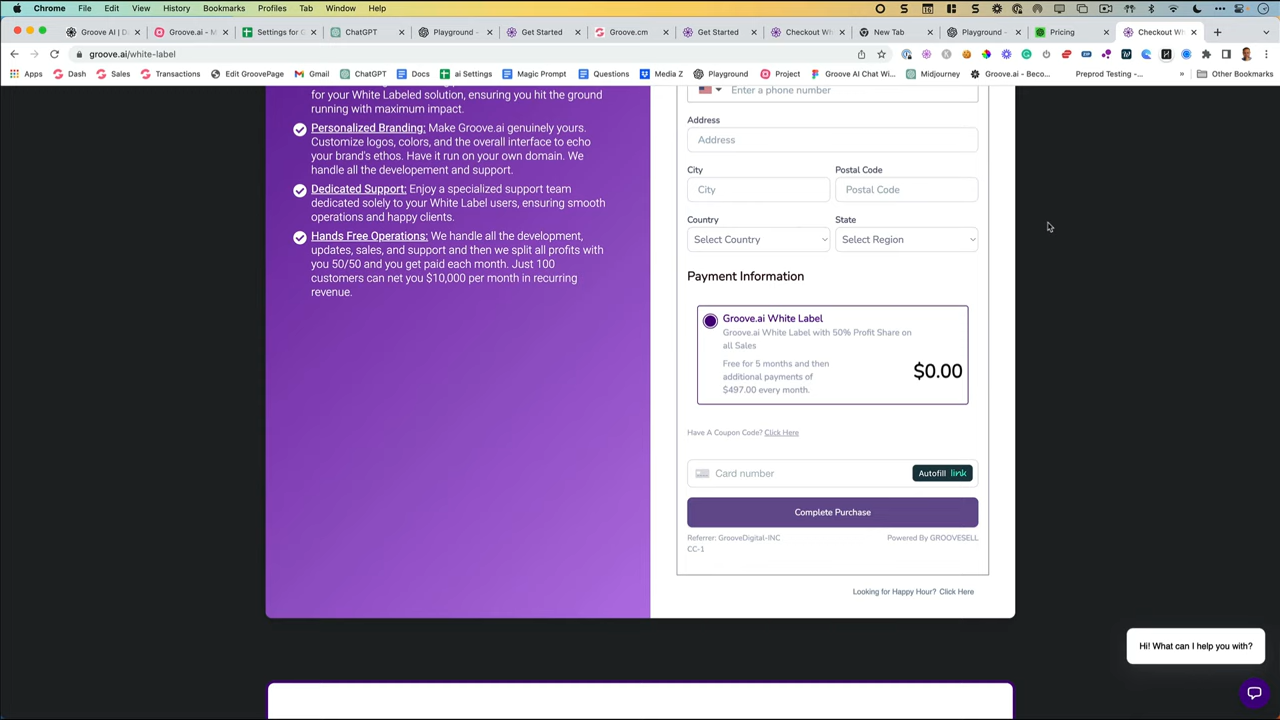 Chrome File Edit View History Bookmarks Profiles Tab Window Help
Groove AI | D Groove.ai - M Settings for C ChatGPT Playground - Get Started Groove.cm Get Started Checkout Wh New Tab Playground - Pricing Checkout Wh
groove.ai/white-label
Apps Dash Sales Transactions Edit GroovePage Gmail ChatGPT Docs ai Settings Magic Prompt Questions Media Z Playground Project Groove AI Chat Wi... Midjourney Groove.ai - Beco... Preprod Testing -... » Other Bookmarks
for your White Labeled solution, ensuring you hit the ground
running with maximum impact.
Personalized Branding: Make Groove.ai genuinely yours.
Customize logos, colors, and the overall interface to echo
your brand's ethos. Have it run on your own domain. We
handle all the developement and support.
Dedicated Support: Enjoy a specialized support team
dedicated solely to your White Label users, ensuring smooth
operations and happy clients.
Hands Free Operations: We handle all the development,
updates, sales, and support and then we split all profits with
you 50/50 and you get paid each month. Just 100
customers can net you $10,000 per month in recurring
revenue.
Enter a phone number
Address
Address
City Postal Code
City Postal Code
Country State
Select Country Select Region
Payment Information
Groove.ai White Label
Groove.ai White Label with 50% Profit Share on
all Sales
Free for 5 months and then
additional payments of
$497.00 every month.
$0.00
Have A Coupon Code? Click Here
Card number Autofill link
Complete Purchase
Referrer: GrooveDigital-INC Powered By GROOVESELL
CC-1
Looking for Happy Hour? Click Here
Hi! What can I help you with?